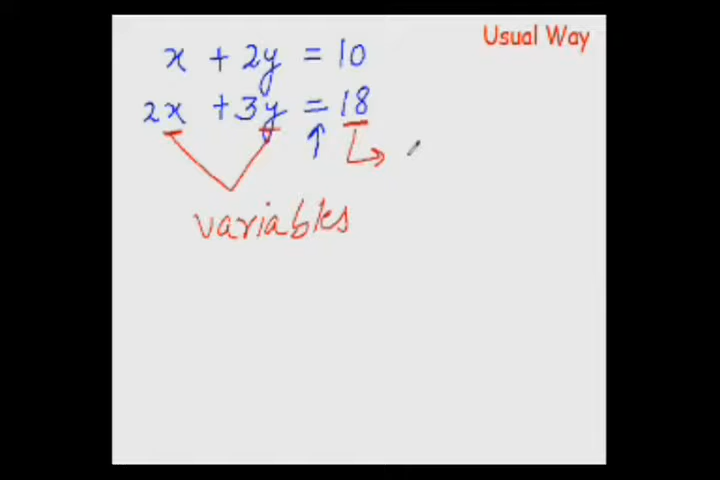 Usual Way
x + 2y = 10
2x + 3y = 18
variables